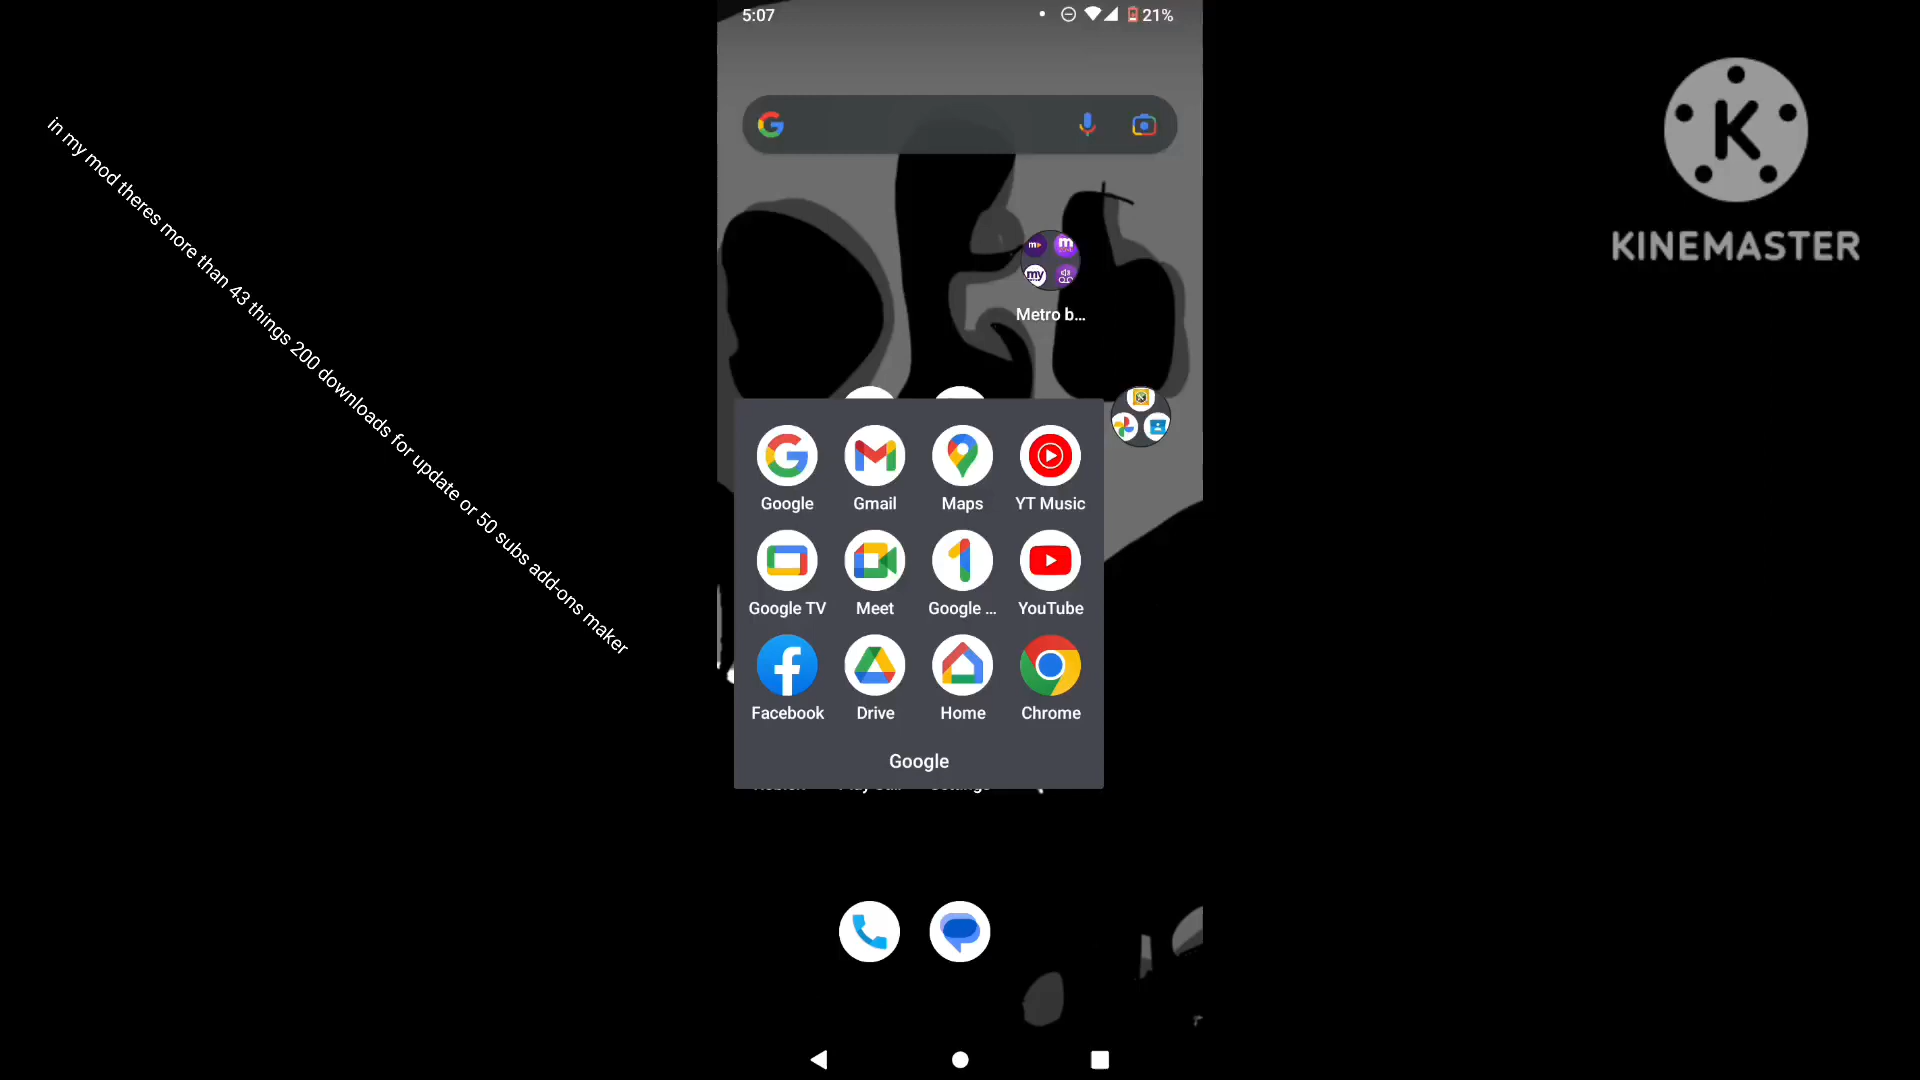 5:07
21%
in my mod theres more than 43 things 200 downloads for update or 50 subs add-ons maker
K
KINEMASTER
m
my
Metro b...
Google
Gmail
Maps
YT Music
Google TV
Meet
Google ...
YouTube
Facebook
Drive
Home
Chrome
Google